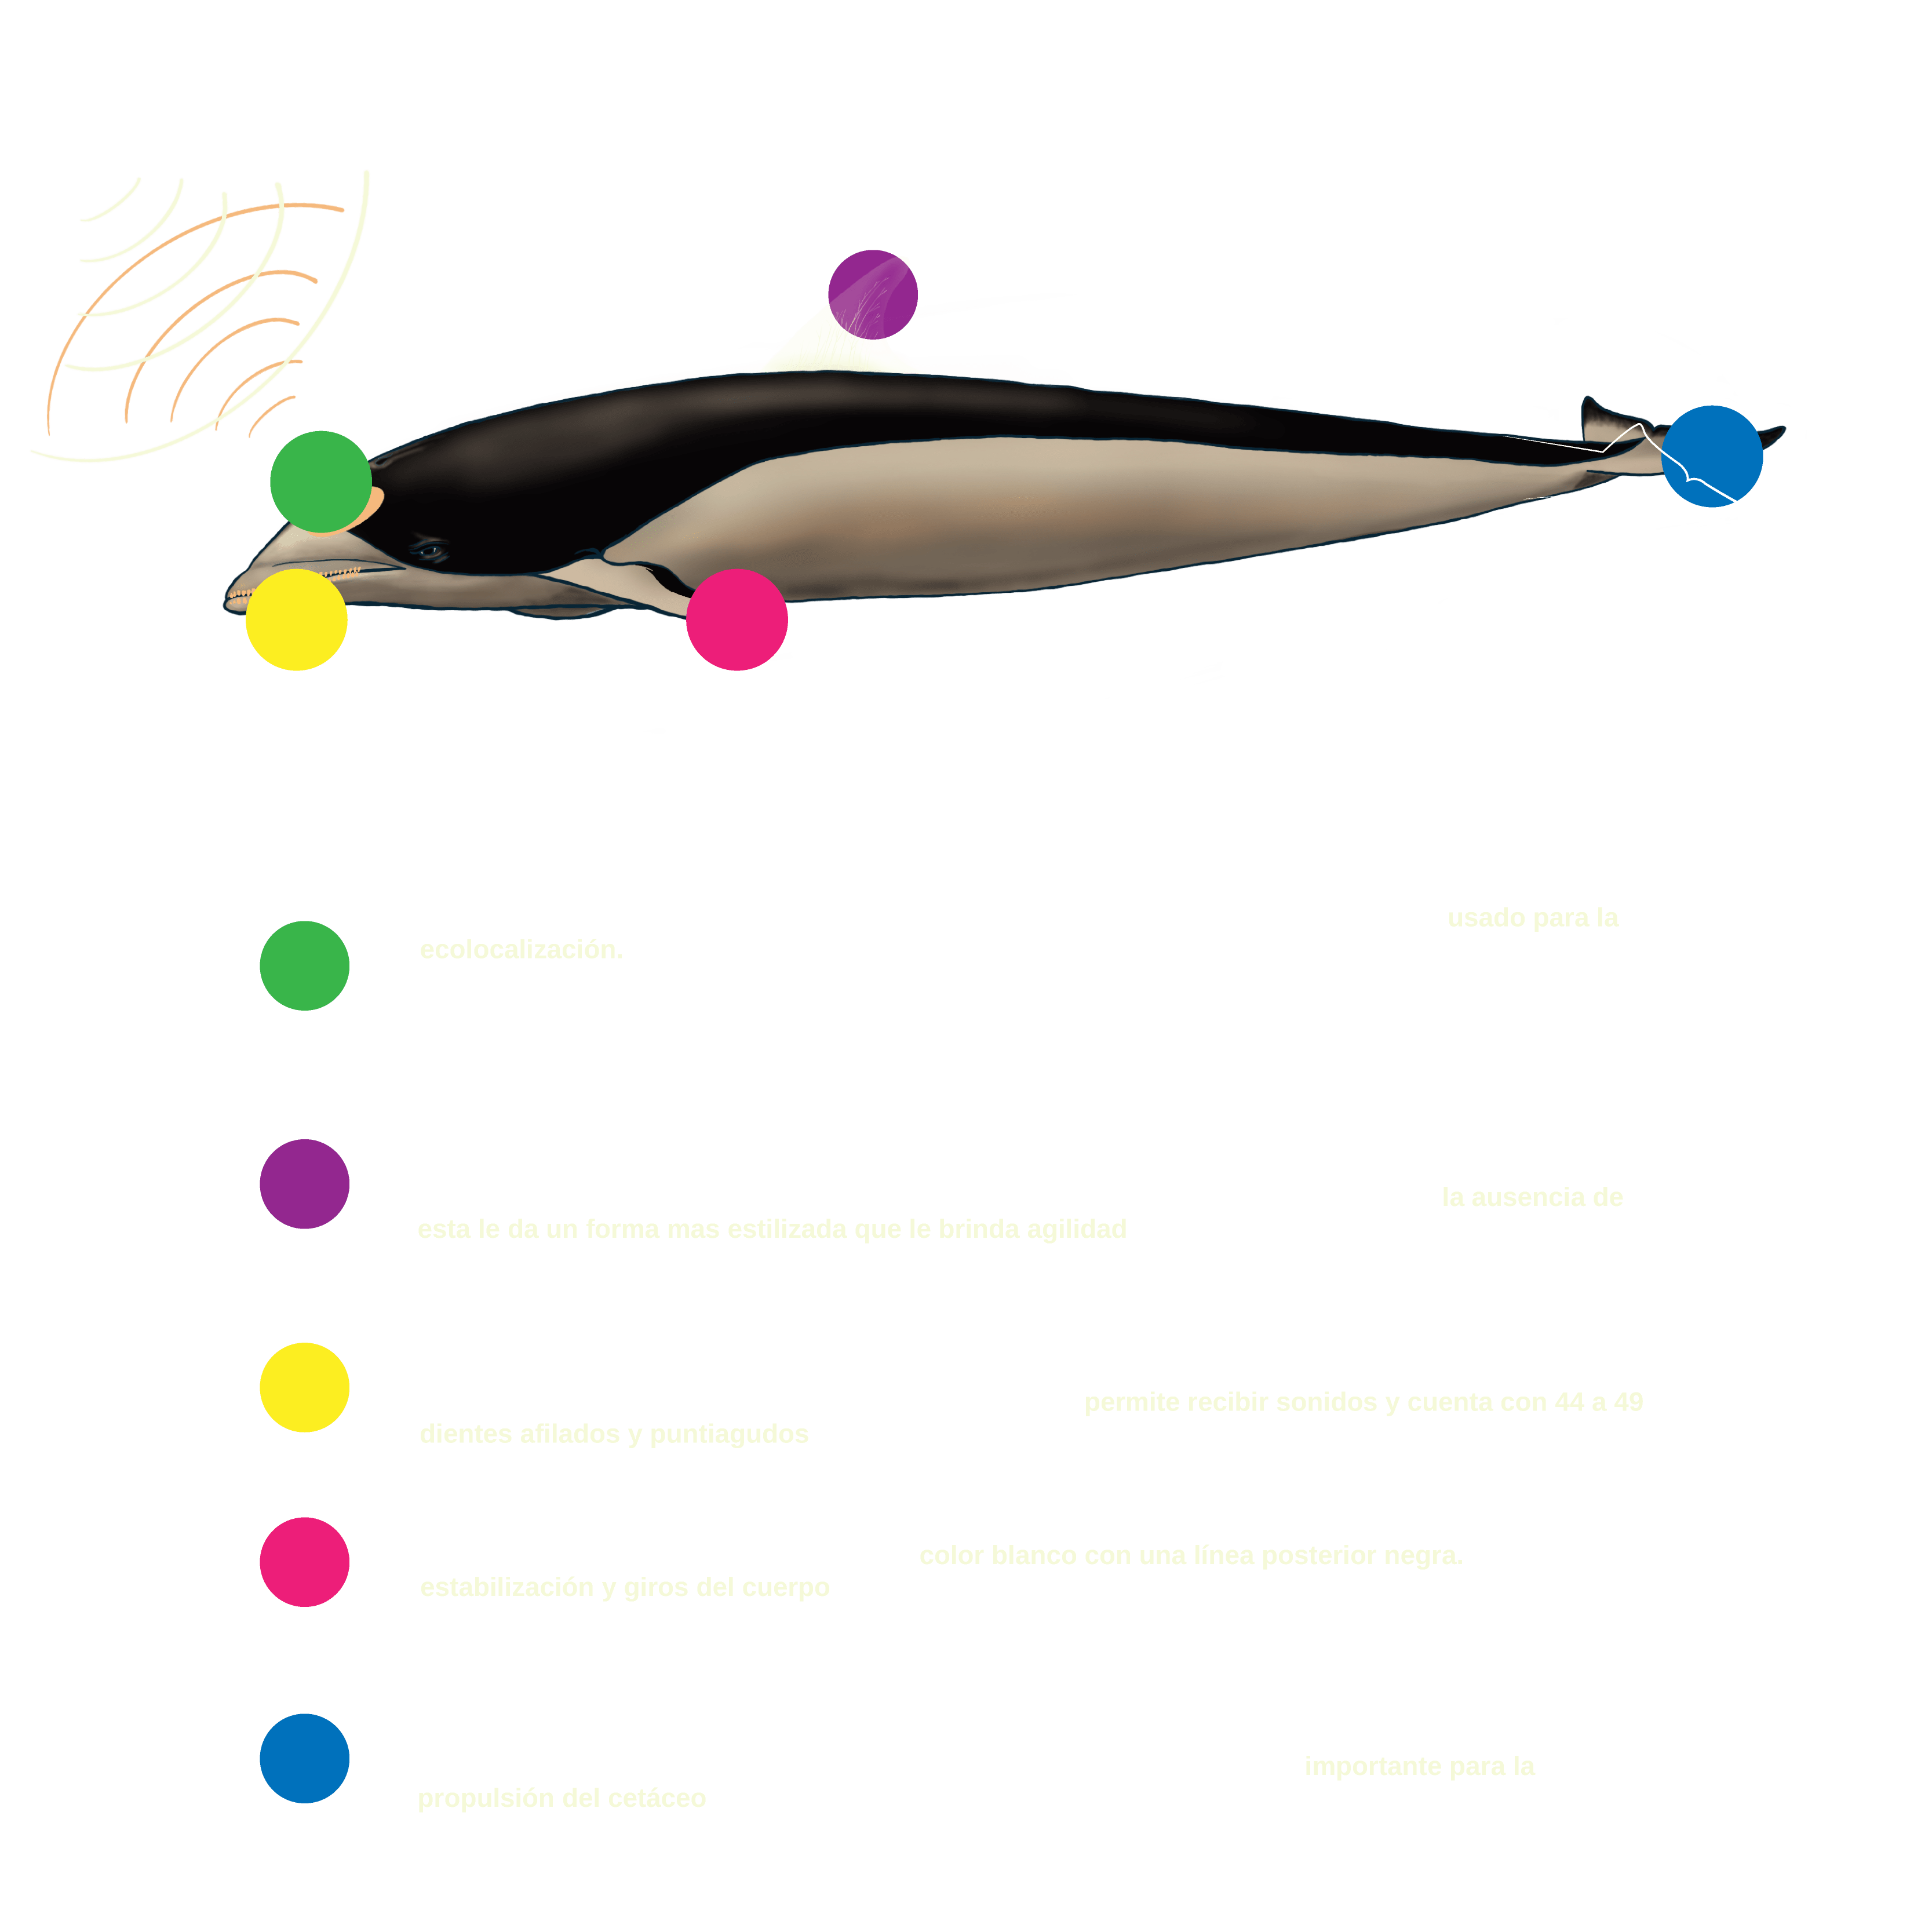 usado para la
ecolocalización.
la ausencia de
esta le da un forma mas estilizada que le brinda agilidad
permite recibir sonidos y cuenta con 44 a 49
dientes afilados y puntiagudos
color blanco con una línea posterior negra.
estabilización y giros del cuerpo
importante para la
propulsión del cetáceo